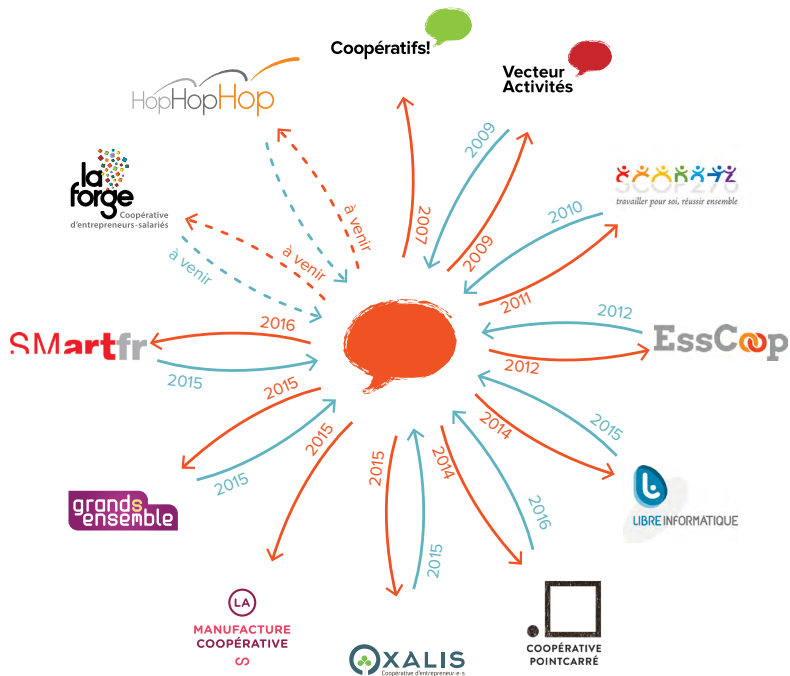 Coopératifs!
Vecteur
Activités
HopHopHop
SCOP276
travailler pour soi, réussir ensemble
la
forge
Coopérative
d'entrepreneurs-salariés
2009
2007
2009
à venir
à venir
à venir
2010
2011
SMartfr
2016
2015
2012
2012
EssCoop
2015
2015
2015
2015
2015
2014
2014
2016
2015
grands
ensemble
LIBRE INFORMATIQUE
LA
MANUFACTURE
COOPÉRATIVE
S
OXALIS
Coopérative d'entrepreneur·e·s
COOPÉRATIVE
POINTCARRÉ